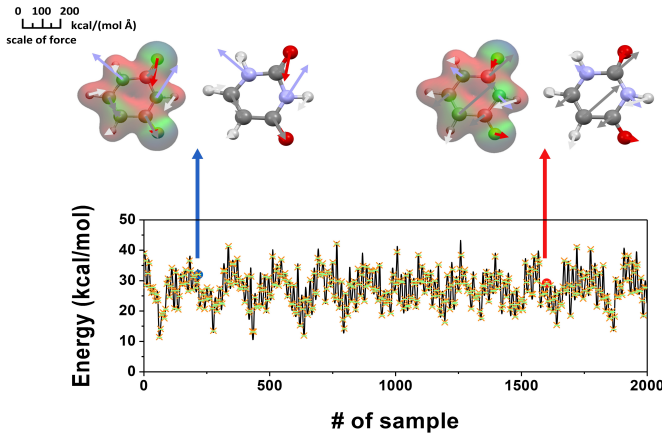 0 100 200
kcal/(mol Å)
scale of force
Energy (kcal/mol)
50
40
30
20
10
0
0 500 1000 1500 2000
# of sample